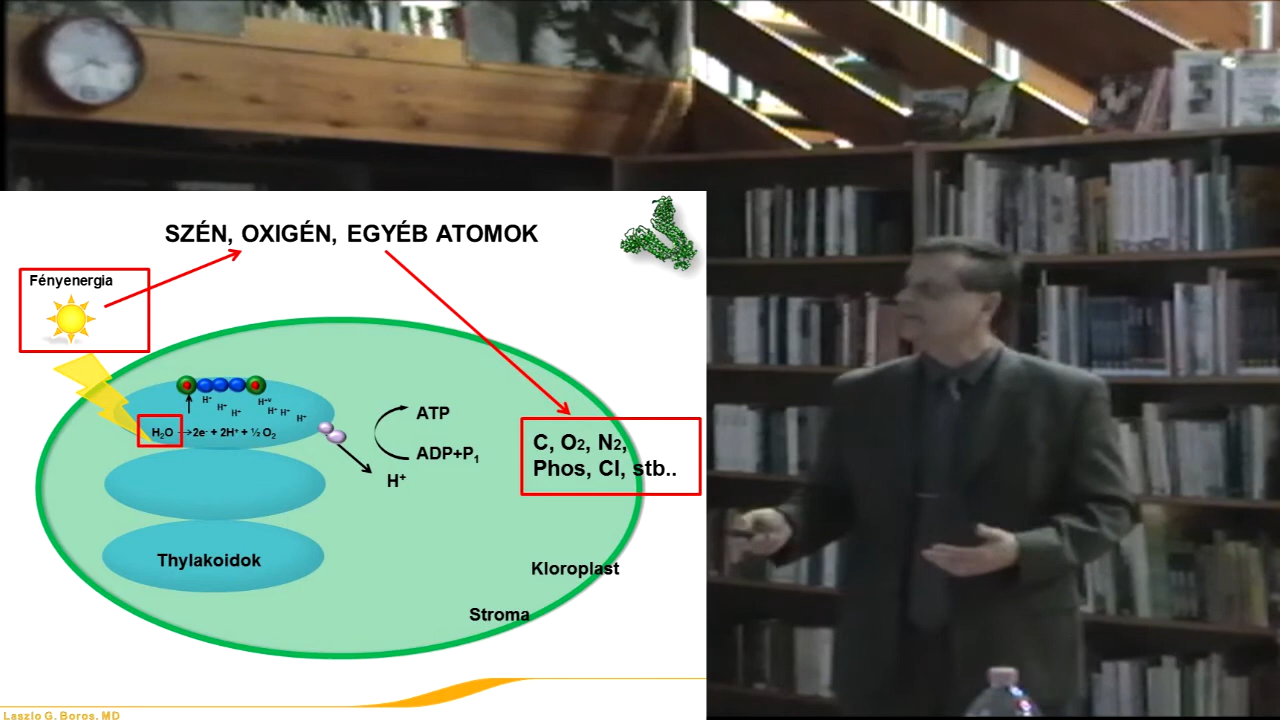 SZÉN, OXIGÉN, EGYÉB ATOMOK
Fényenergia
H⁺
H⁺
H⁺
H⁺v
H⁺ H⁺
H⁺
H₂O → 2e⁻ + 2H⁺ + ½ O₂
ATP
ADP+P₁
H⁺
C, O₂, N₂,
Phos, Cl, stb..
Thylakoidok
Kloroplast
Stroma
Laszlo G. Boros, MD